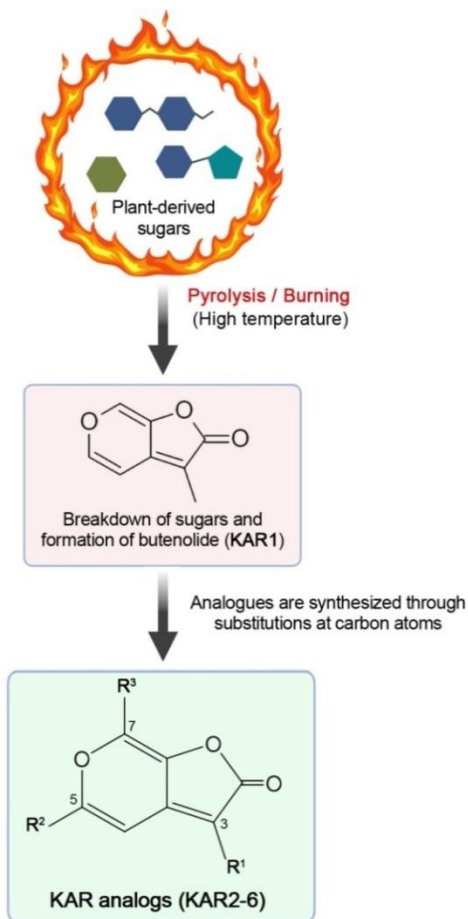 Plant-derived
sugars
Pyrolysis / Burning
(High temperature)
O
O
O
Breakdown of sugars and
formation of butenolide (KAR1)
Analogues are synthesized through
substitutions at carbon atoms
R³
7
O
O
O
5
R²
3
R¹
KAR analogs (KAR2-6)